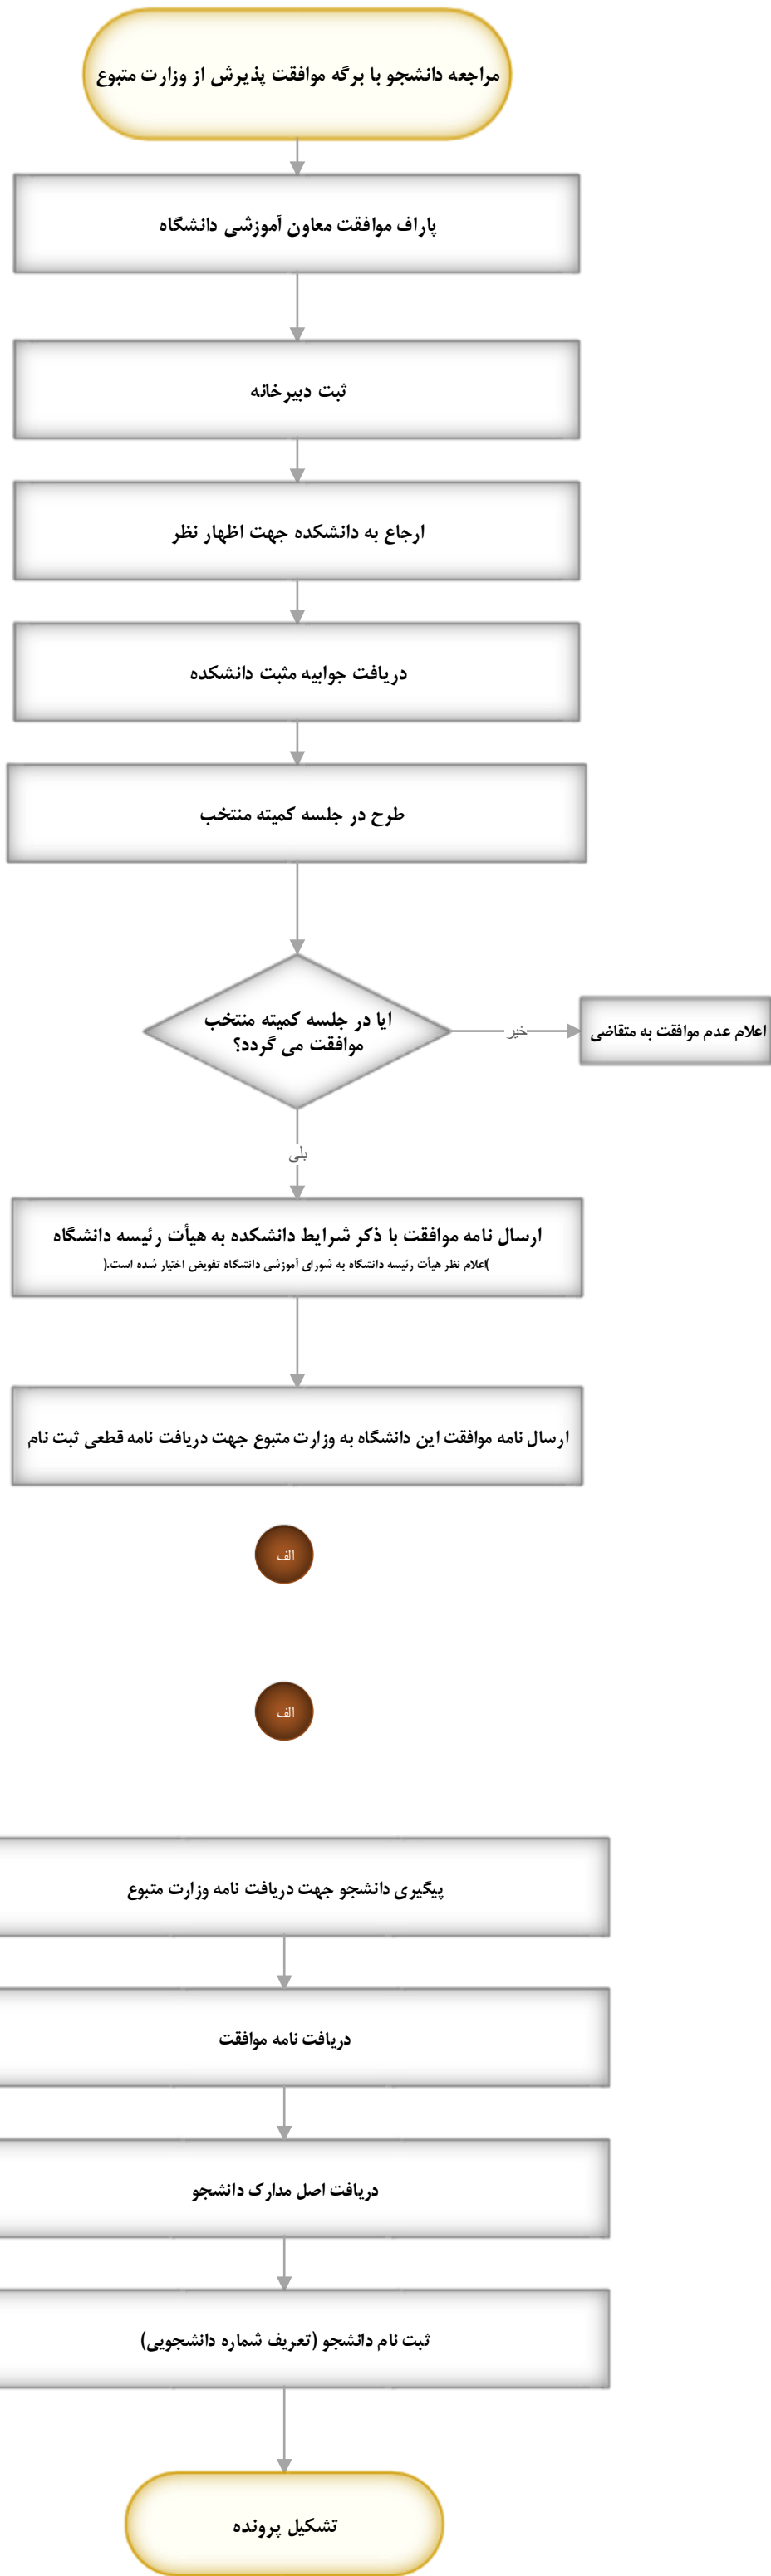 مراجعه دانشجو با برگه موافقت پذیرش از وزارت متبوع
پاراف موافقت معاون آموزشی دانشگاه
ثبت دبیرخانه
ارجاع به دانشکده جهت اظهار نظر
دریافت جوابیه مثبت دانشکده
طرح در جلسه کمیته منتخب
ایا در جلسه کمیته منتخب
موافقت می گردد؟
خیر
اعلام عدم موافقت به متقاضی
بلی
ارسال نامه موافقت با ذکر شرایط دانشکده به هیأت رئیسه دانشگاه
)اعلام نظر هیأت رئیسه دانشگاه به شورای آموزشی دانشگاه تفویض اختیار شده است.(
ارسال نامه موافقت این دانشگاه به وزارت متبوع جهت دریافت نامه قطعی ثبت نام
الف
الف
پیگیری دانشجو جهت دریافت نامه وزارت متبوع
دریافت نامه موافقت
دریافت اصل مدارک دانشجو
ثبت نام دانشجو (تعریف شماره دانشجویی)
تشکیل پرونده